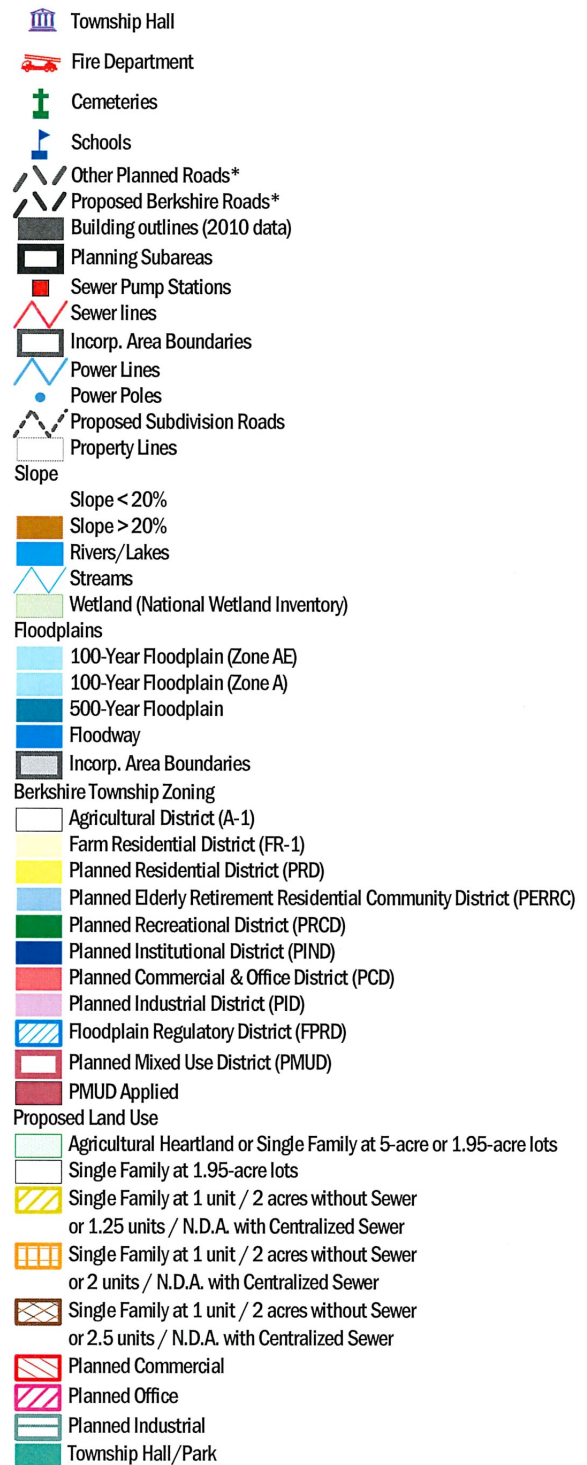 Township Hall
Fire Department
Cemeteries
Schools
Other Planned Roads*
Proposed Berkshire Roads*
Building outlines (2010 data)
Planning Subareas
Sewer Pump Stations
Sewer lines
Incorp. Area Boundaries
Power Lines
Power Poles
Proposed Subdivision Roads
Property Lines
Slope
Slope < 20%
Slope > 20%
Rivers/Lakes
Streams
Wetland (National Wetland Inventory)
Floodplains
100-Year Floodplain (Zone AE)
100-Year Floodplain (Zone A)
500-Year Floodplain
Floodway
Incorp. Area Boundaries
Berkshire Township Zoning
Agricultural District (A-1)
Farm Residential District (FR-1)
Planned Residential District (PRD)
Planned Elderly Retirement Residential Community District (PERRC)
Planned Recreational District (PRCD)
Planned Institutional District (PIND)
Planned Commercial & Office District (PCD)
Planned Industrial District (PID)
Floodplain Regulatory District (FPRD)
Planned Mixed Use District (PMUD)
PMUD Applied
Proposed Land Use
Agricultural Heartland or Single Family at 5-acre or 1.95-acre lots
Single Family at 1.95-acre lots
Single Family at 1 unit / 2 acres without Sewer
or 1.25 units / N.D.A. with Centralized Sewer
Single Family at 1 unit / 2 acres without Sewer
or 2 units / N.D.A. with Centralized Sewer
Single Family at 1 unit / 2 acres without Sewer
or 2.5 units / N.D.A. with Centralized Sewer
Planned Commercial
Planned Office
Planned Industrial
Township Hall/Park